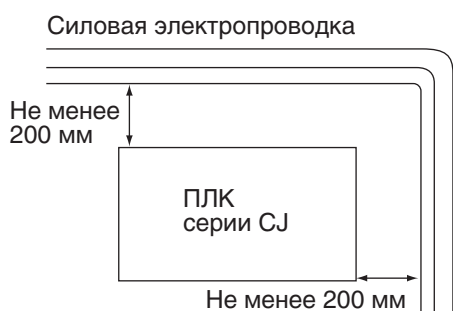 Силовая электропроводка
Не менее
200 мм
ПЛК
серии CJ
Не менее 200 мм